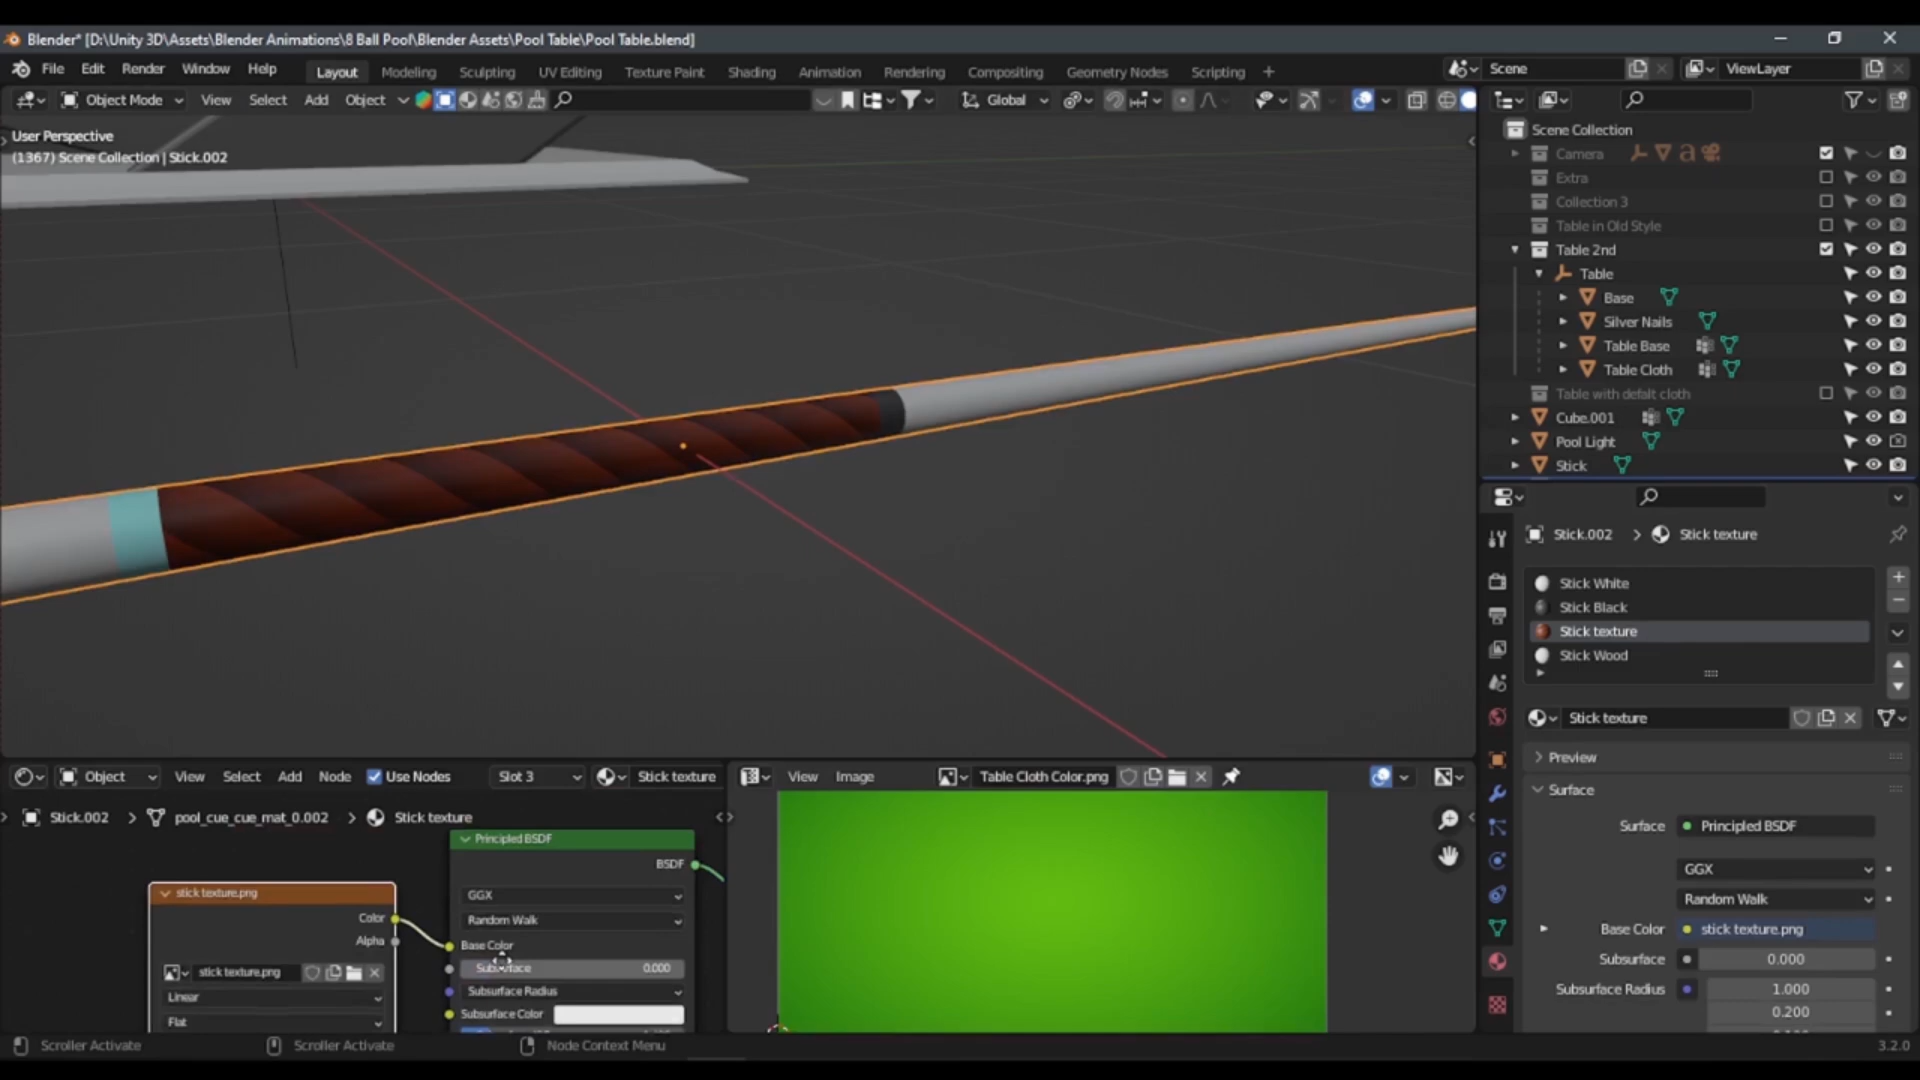 Blender* [D:\Unity 3D\Assets\Blender Animations\8 Ball Pool\Blender Assets\Pool Table\Pool Table.blend]
File Edit Render Window Help Layout Modeling Sculpting UV Editing Texture Paint Shading Animation Rendering Compositing Geometry Nodes Scripting + Scene ViewLayer
Object Mode View Select Add Object Global
User Perspective
(1367) Scene Collection | Stick.002
Scene Collection
Camera
Extra
Collection 3
Table in Old Style
Table 2nd
Table
Base
Silver Nails
Table Base
Table Cloth
Table with defalt cloth
Cube.001
Pool Light
Stick
Stick.002 > Stick texture
Stick White
Stick Black
Stick texture
Stick Wood
Stick texture
Preview
Surface
Surface Principled BSDF
GGX
Random Walk
Base Color stick texture.png
Subsurface 0.000
Subsurface Radius 1.000
0.200
Object View Select Add Node Use Nodes Slot 3 Stick texture
Stick.002 > pool_cue_cue_mat_0.002 > Stick texture
Principled BSDF
BSDF
GGX
Random Walk
Base Color
Subsurface 0.000
Subsurface Radius
Subsurface Color
stick texture.png
Color
Alpha
stick texture.png
Linear
Flat
View Image Table Cloth Color.png
Scroller Activate Scroller Activate Node Context Menu 3.2.0